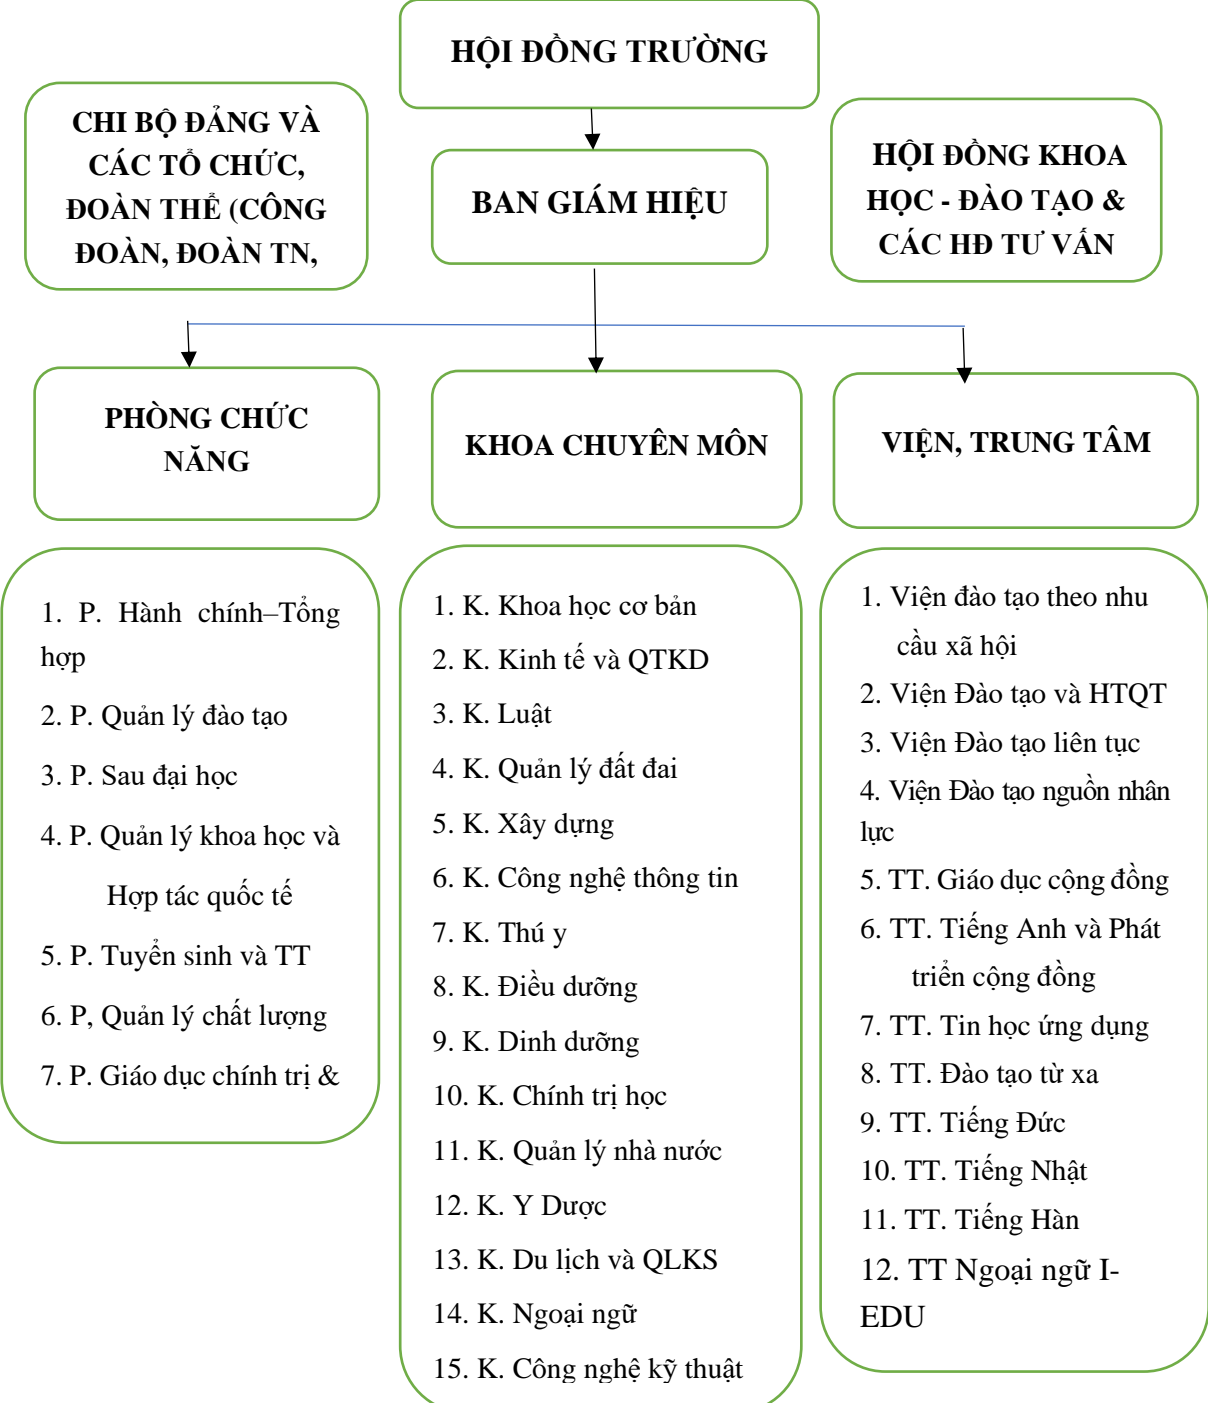 HỘI ĐỒNG TRƯỜNG
CHI BỘ ĐẢNG VÀ
CÁC TỔ CHỨC,
ĐOÀN THỂ (CÔNG
ĐOÀN, ĐOÀN TN,
BAN GIÁM HIỆU
HỘI ĐỒNG KHOA
HỌC - ĐÀO TẠO &
CÁC HĐ TƯ VẤN
PHÒNG CHỨC
NĂNG
KHOA CHUYÊN MÔN
VIỆN, TRUNG TÂM
1. P. Hành chính–Tổng
hợp
2. P. Quản lý đào tạo
3. P. Sau đại học
4. P. Quản lý khoa học và
Hợp tác quốc tế
5. P. Tuyển sinh và TT
6. P, Quản lý chất lượng
7. P. Giáo dục chính trị &
1. K. Khoa học cơ bản
2. K. Kinh tế và QTKD
3. K. Luật
4. K. Quản lý đất đai
5. K. Xây dựng
6. K. Công nghệ thông tin
7. K. Thú y
8. K. Điều dưỡng
9. K. Dinh dưỡng
10. K. Chính trị học
11. K. Quản lý nhà nước
12. K. Y Dược
13. K. Du lịch và QLKS
14. K. Ngoại ngữ
15. K. Công nghệ kỹ thuật
1. Viện đào tạo theo nhu
cầu xã hội
2. Viện Đào tạo và HTQT
3. Viện Đào tạo liên tục
4. Viện Đào tạo nguồn nhân
lực
5. TT. Giáo dục cộng đồng
6. TT. Tiếng Anh và Phát
triển cộng đồng
7. TT. Tin học ứng dụng
8. TT. Đào tạo từ xa
9. TT. Tiếng Đức
10. TT. Tiếng Nhật
11. TT. Tiếng Hàn
12. TT Ngoại ngữ I-
EDU